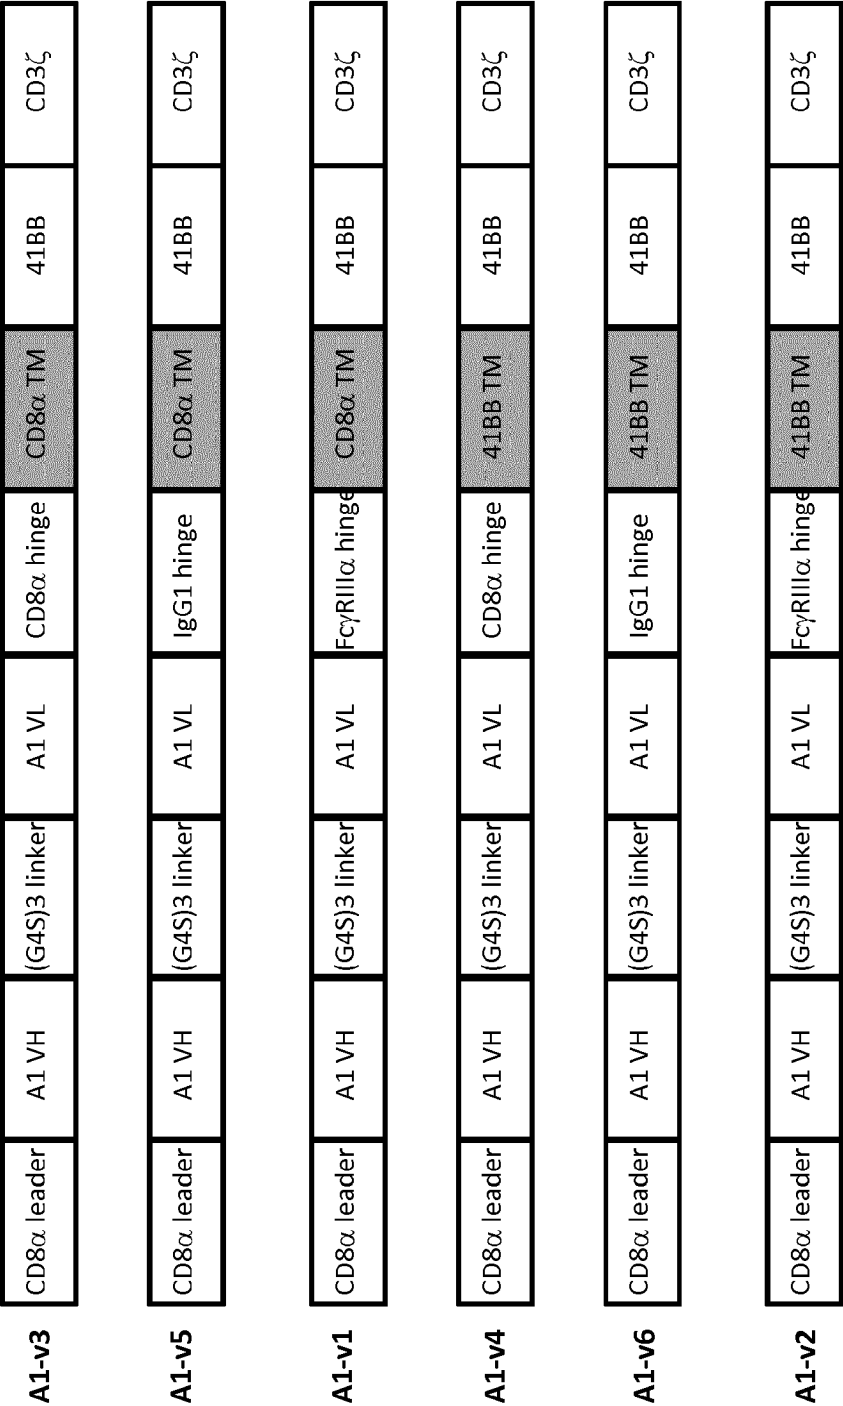 A1-v3 CD8α leader A1 VH (G4S)3 linker A1 VL CD8α hinge CD8α TM 41BB CD3ζ
A1-v5 CD8α leader A1 VH (G4S)3 linker A1 VL IgG1 hinge CD8α TM 41BB CD3ζ
A1-v1 CD8α leader A1 VH (G4S)3 linker A1 VL FcγRIIIα hinge CD8α TM 41BB CD3ζ
A1-v4 CD8α leader A1 VH (G4S)3 linker A1 VL CD8α hinge 41BB TM 41BB CD3ζ
A1-v6 CD8α leader A1 VH (G4S)3 linker A1 VL IgG1 hinge 41BB TM 41BB CD3ζ
A1-v2 CD8α leader A1 VH (G4S)3 linker A1 VL FcγRIIIα hinge 41BB TM 41BB CD3ζ